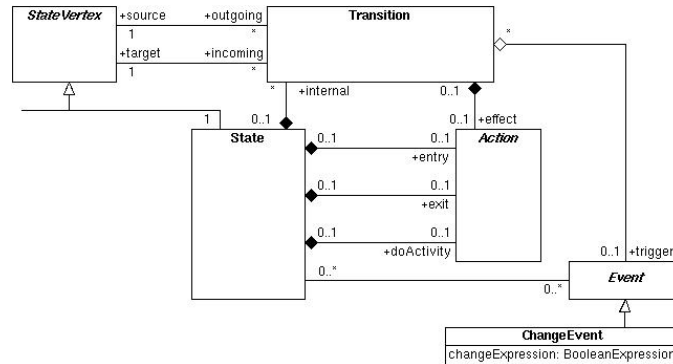 StateVertex +source +outgoing Transition
1 *
+target +incoming *
1 *
* +internal 0..1
1 0..1 0..1 +effect
State Action
0..1 0..1
+entry
0..1 0..1
+exit
0..1 0..1
+doActivity
0..* 0..1 +trigger
0..* Event
ChangeEvent
changeExpression: BooleanExpression